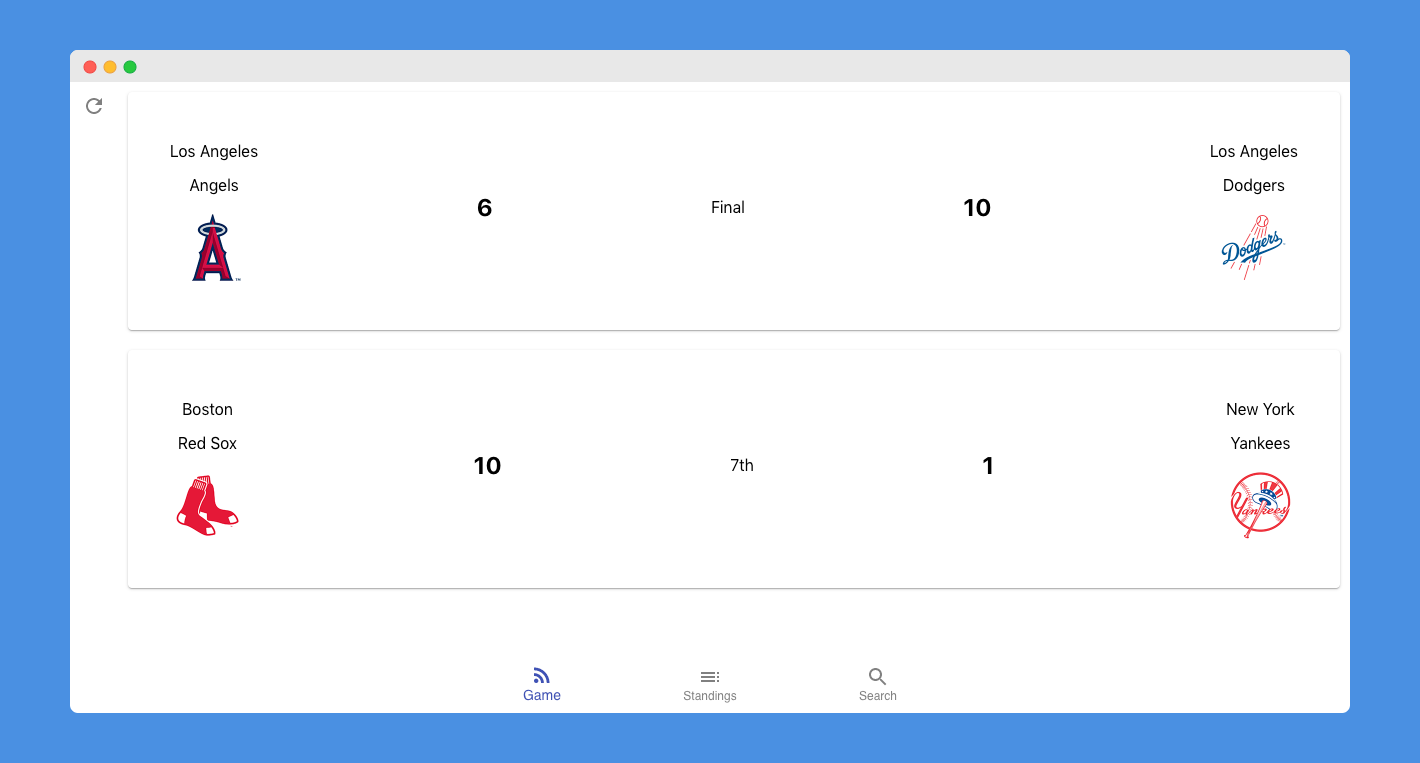 Los Angeles
Angels
6
Final
10
Los Angeles
Dodgers
Dodgers
A
TM
Boston
Red Sox
10
7th
1
New York
Yankees
Yankees
Game
Standings
Search